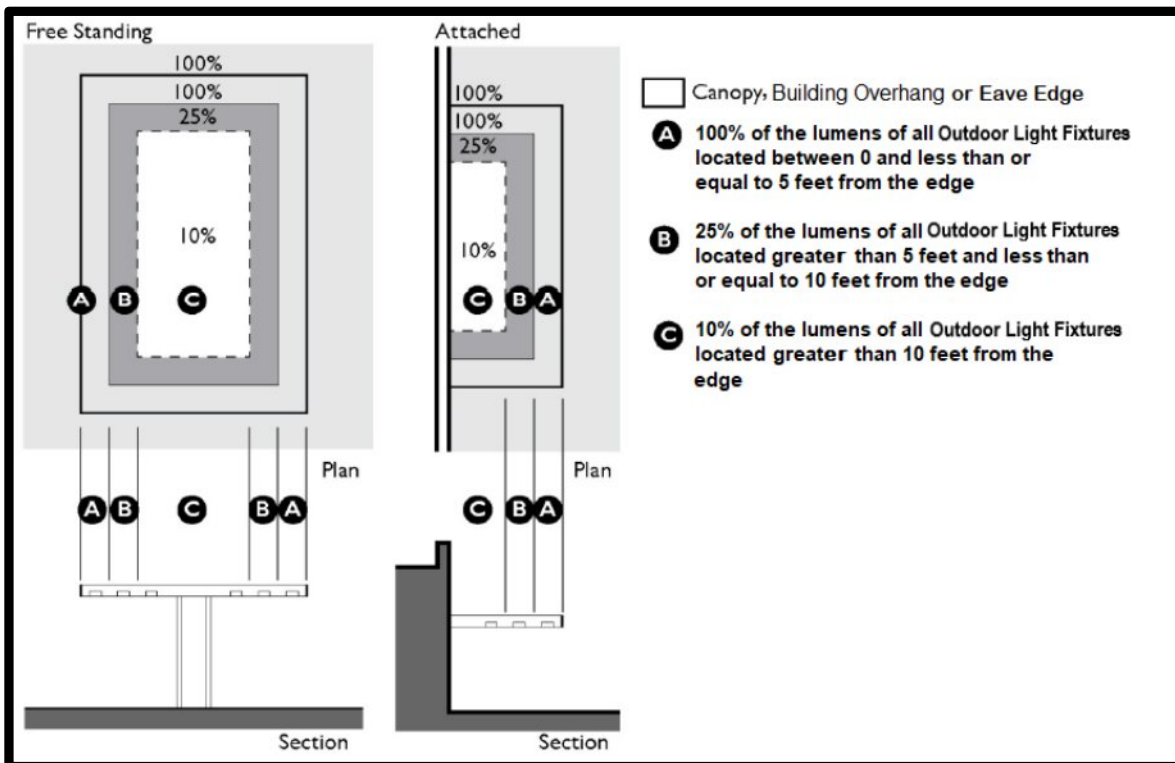 Free Standing
100%
100%
25%
10%
A B C
Plan
A B C B A
Section
Attached
100%
100%
25%
10%
C B A
Plan
C B A
Section
Canopy, Building Overhang or Eave Edge
A 100% of the lumens of all Outdoor Light Fixtures
located between 0 and less than or
equal to 5 feet from the edge
B 25% of the lumens of all Outdoor Light Fixtures
located greater than 5 feet and less than
or equal to 10 feet from the edge
C 10% of the lumens of all Outdoor Light Fixtures
located greater than 10 feet from the
edge